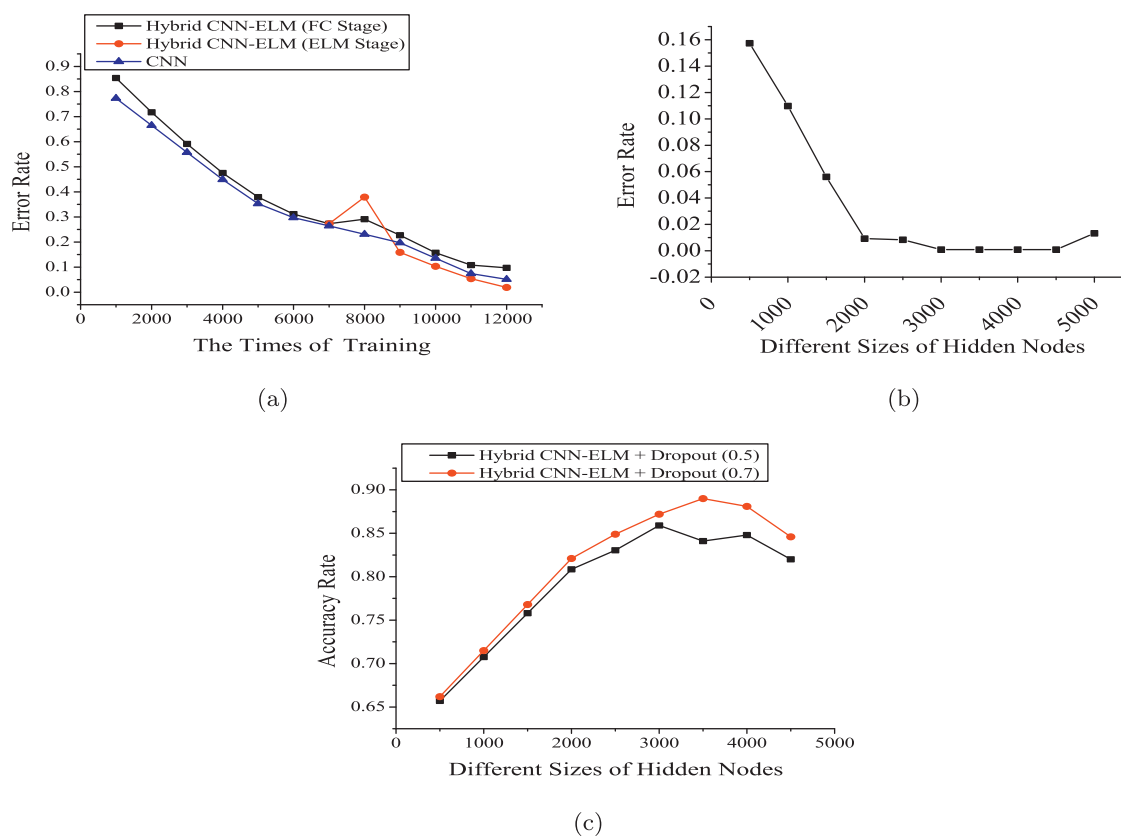 Hybrid CNN-ELM (FC Stage)
Hybrid CNN-ELM (ELM Stage)
CNN
0.9
0.8
0.7
0.6
0.5
0.4
0.3
0.2
0.1
0.0
Error Rate
0 2000 4000 6000 8000 10000 12000
The Times of Training
(a)
0.16
0.14
0.12
0.10
0.08
0.06
0.04
0.02
0.00
-0.02
Error Rate
0 1000 2000 3000 4000 5000
Different Sizes of Hidden Nodes
(b)
Hybrid CNN-ELM + Dropout (0.5)
Hybrid CNN-ELM + Dropout (0.7)
0.90
0.85
0.80
0.75
0.70
0.65
Accuracy Rate
0 1000 2000 3000 4000 5000
Different Sizes of Hidden Nodes
(c)